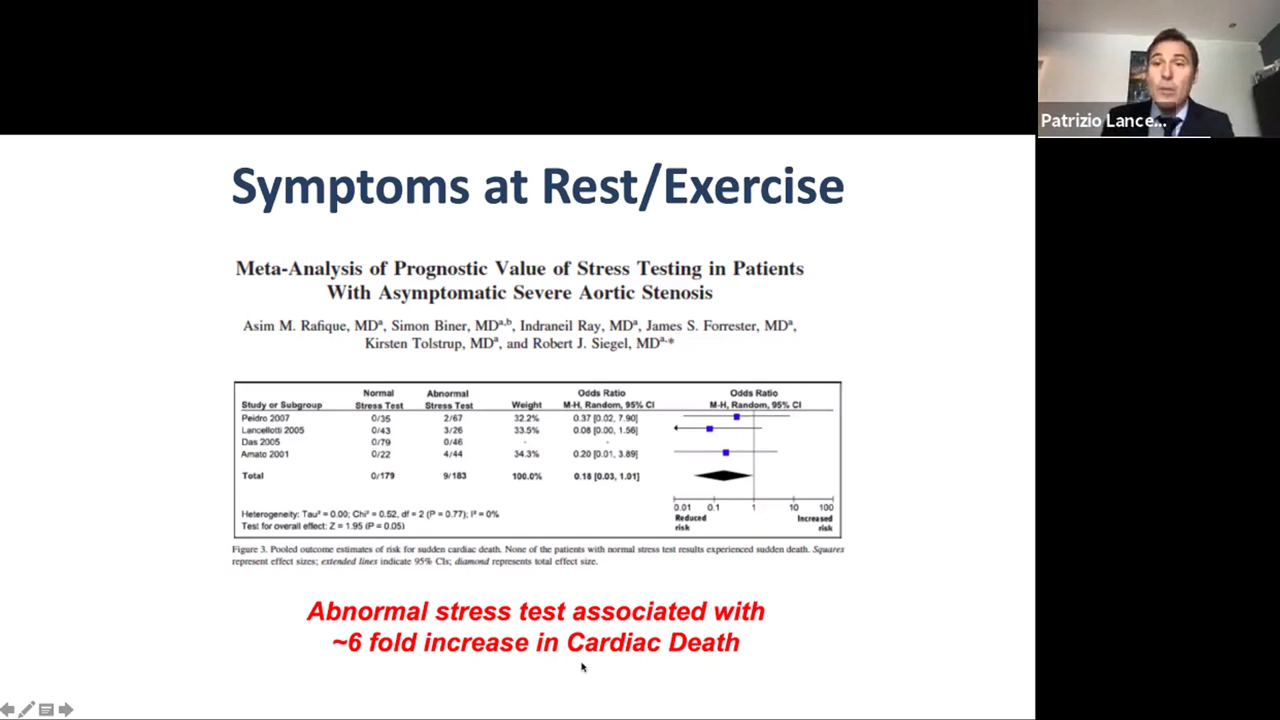 Patrizio Lance...
Symptoms at Rest/Exercise
Meta-Analysis of Prognostic Value of Stress Testing in Patients
With Asymptomatic Severe Aortic Stenosis
Asim M. Rafique, MDᵃ, Simon Biner, MDᵃ,ᵇ, Indraneil Ray, MDᵃ, James S. Forrester, MDᵃ,
Kirsten Tolstrup, MDᵃ, and Robert J. Siegel, MDᵃ,*
Normal Abnormal Odds Ratio Odds Ratio
Study or Subgroup Stress Test Stress Test Weight M-H, Random, 95% CI M-H, Random, 95% CI
Peidro 2007 0/35 2/67 32.2% 0.37 [0.02, 7.90]
Lancellotti 2005 0/43 3/26 33.5% 0.08 [0.00, 1.56]
Das 2005 0/79 0/46 - -
Amato 2001 0/22 4/44 34.3% 0.20 [0.01, 3.89]
Total 0/179 9/183 100.0% 0.18 [0.03, 1.01]
0.01 0.1 1 10 100
Reduced Increased
risk risk
Heterogeneity: Tau² = 0.00; Chi² = 0.52, df = 2 (P = 0.77); I² = 0%
Test for overall effect: Z = 1.95 (P = 0.05)
Figure 3. Pooled outcome estimates of risk for sudden cardiac death. None of the patients with normal stress test results experienced sudden death. Squares
represent effect sizes; extended lines indicate 95% CIs; diamond represents total effect size.
Abnormal stress test associated with
~6 fold increase in Cardiac Death